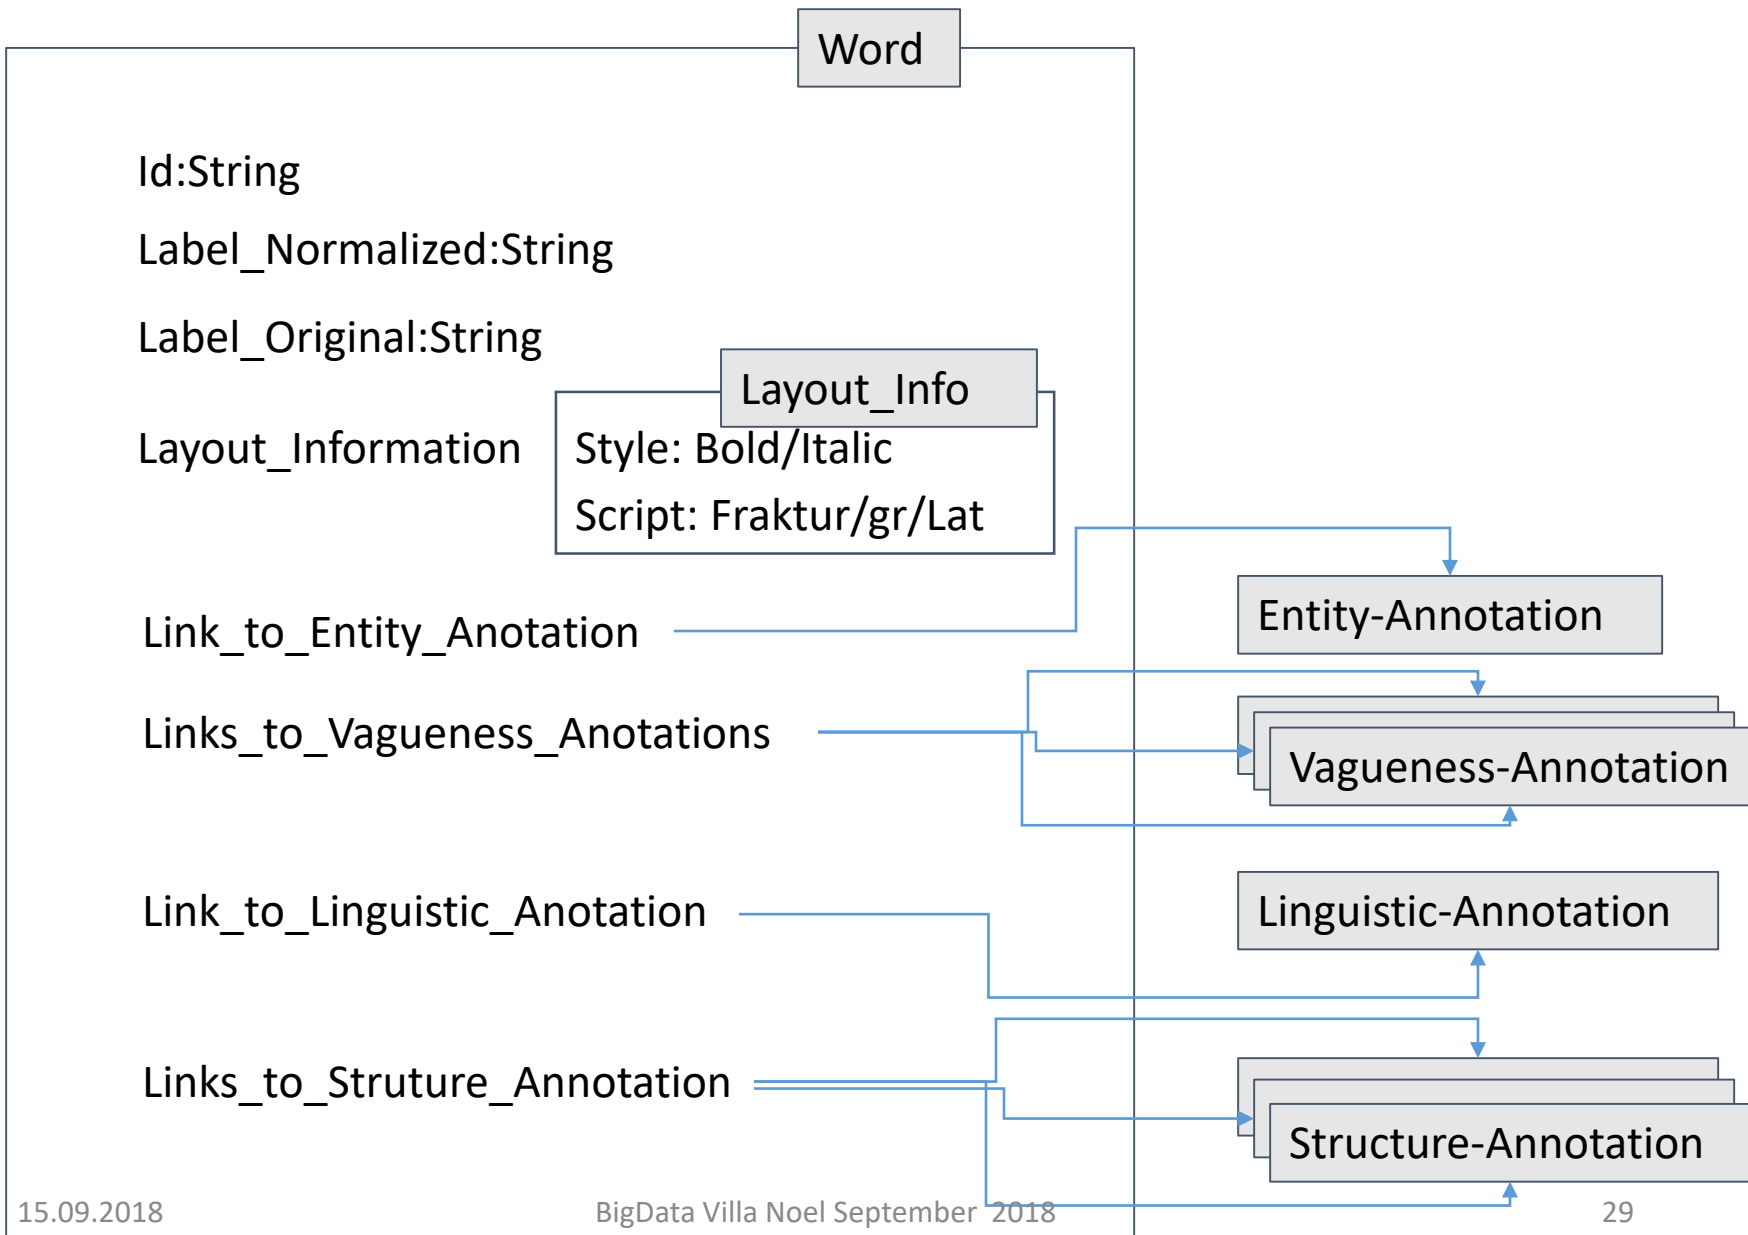 Word
Id:String
Label_Normalized:String
Label_Original:String
Layout_Info
Layout_Information
Style: Bold/Italic
Script: Fraktur/gr/Lat
Link_to_Entity_Anotation
Entity-Annotation
Links_to_Vagueness_Anotations
Vagueness-Annotation
Link_to_Linguistic_Anotation
Linguistic-Annotation
Links_to_Struture_Annotation
Structure-Annotation
15.09.2018
BigData Villa Noel September 2018
29